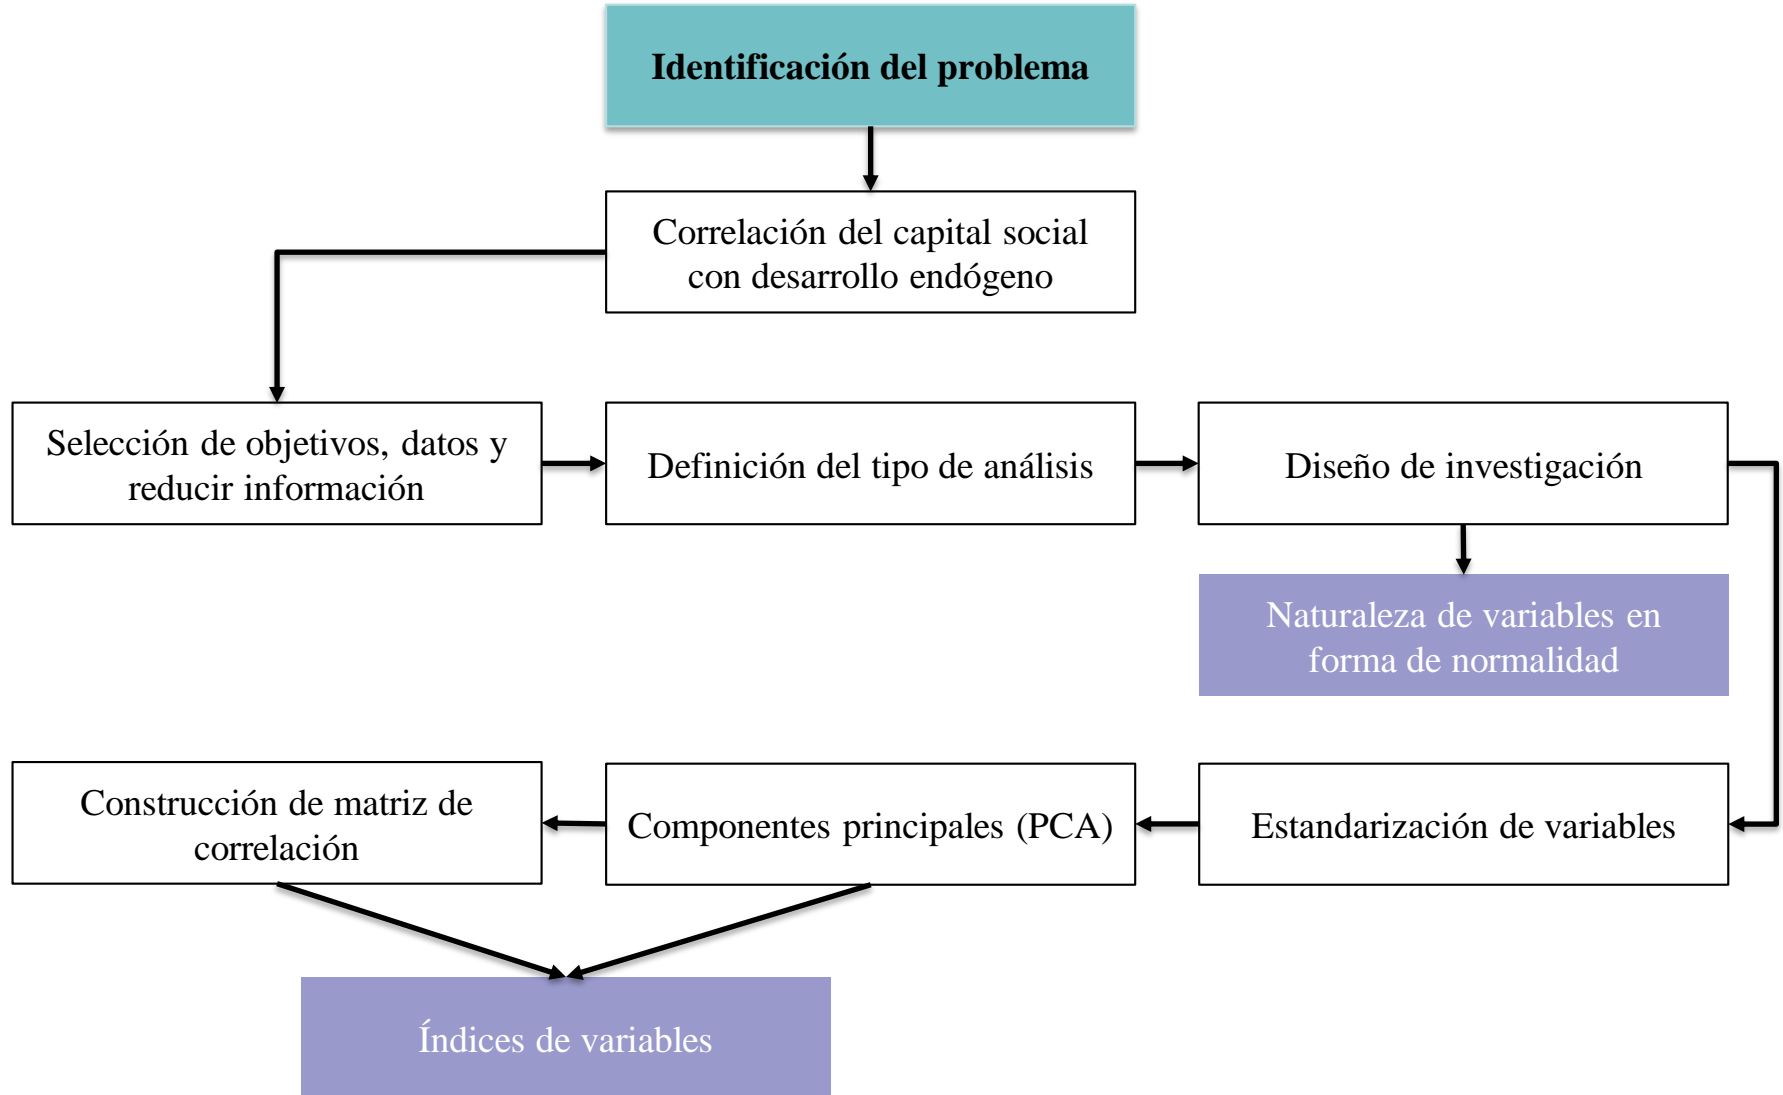 Identificación del problema
Correlación del capital social
con desarrollo endógeno
Selección de objetivos, datos y
reducir información
Definición del tipo de análisis
Diseño de investigación
Naturaleza de variables en
forma de normalidad
Construcción de matriz de
correlación
Componentes principales (PCA)
Estandarización de variables
Índices de variables